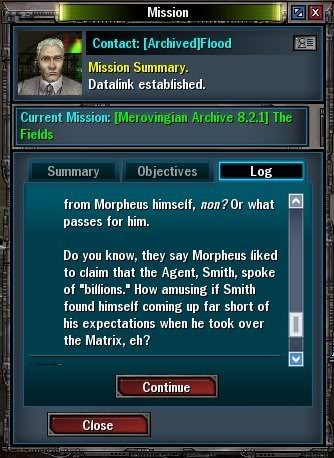 Mission
Contact: [Archived]Flood
Mission Summary.
Datalink established.
Current Mission: [Merovingian Archive 8.2.1] The
Fields
Summary
Objectives
Log
from Morpheus himself, non? Or what
passes for him.
Do you know, they say Morpheus liked
to claim that the Agent, Smith, spoke
of "billions." How amusing if Smith
found himself coming up far short of
his expectations when he took over
the Matrix, eh?
Continue
Close